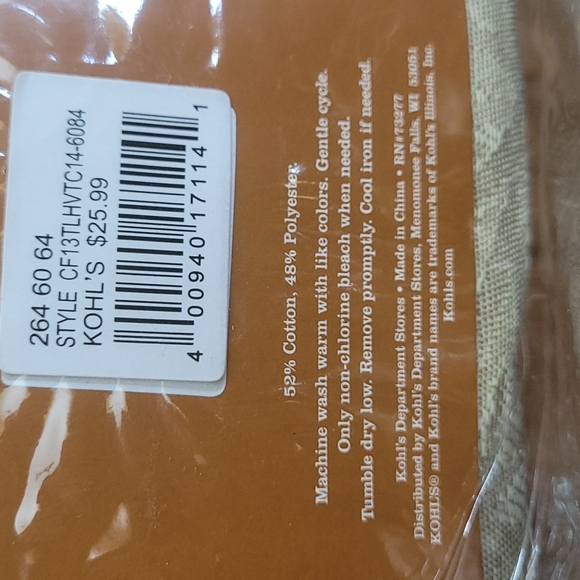 264 60 64
STYLE CF13TLHVTC14-6084
KOHL'S $25.99
4 00940 17114 1
52% Cotton, 48% Polyester
Machine wash warm with like colors. Gentle cycle.
Only non-chlorine bleach when needed.
Tumble dry low. Remove promptly. Cool iron if needed.
Kohl's Department Stores • Made in China • RN#73277
Distributed by Kohl's Department Stores, Menomonee Falls, WI 53051
KOHL'S® and Kohl's brand names are trademarks of Kohl's Illinois, Inc.
Kohls.com